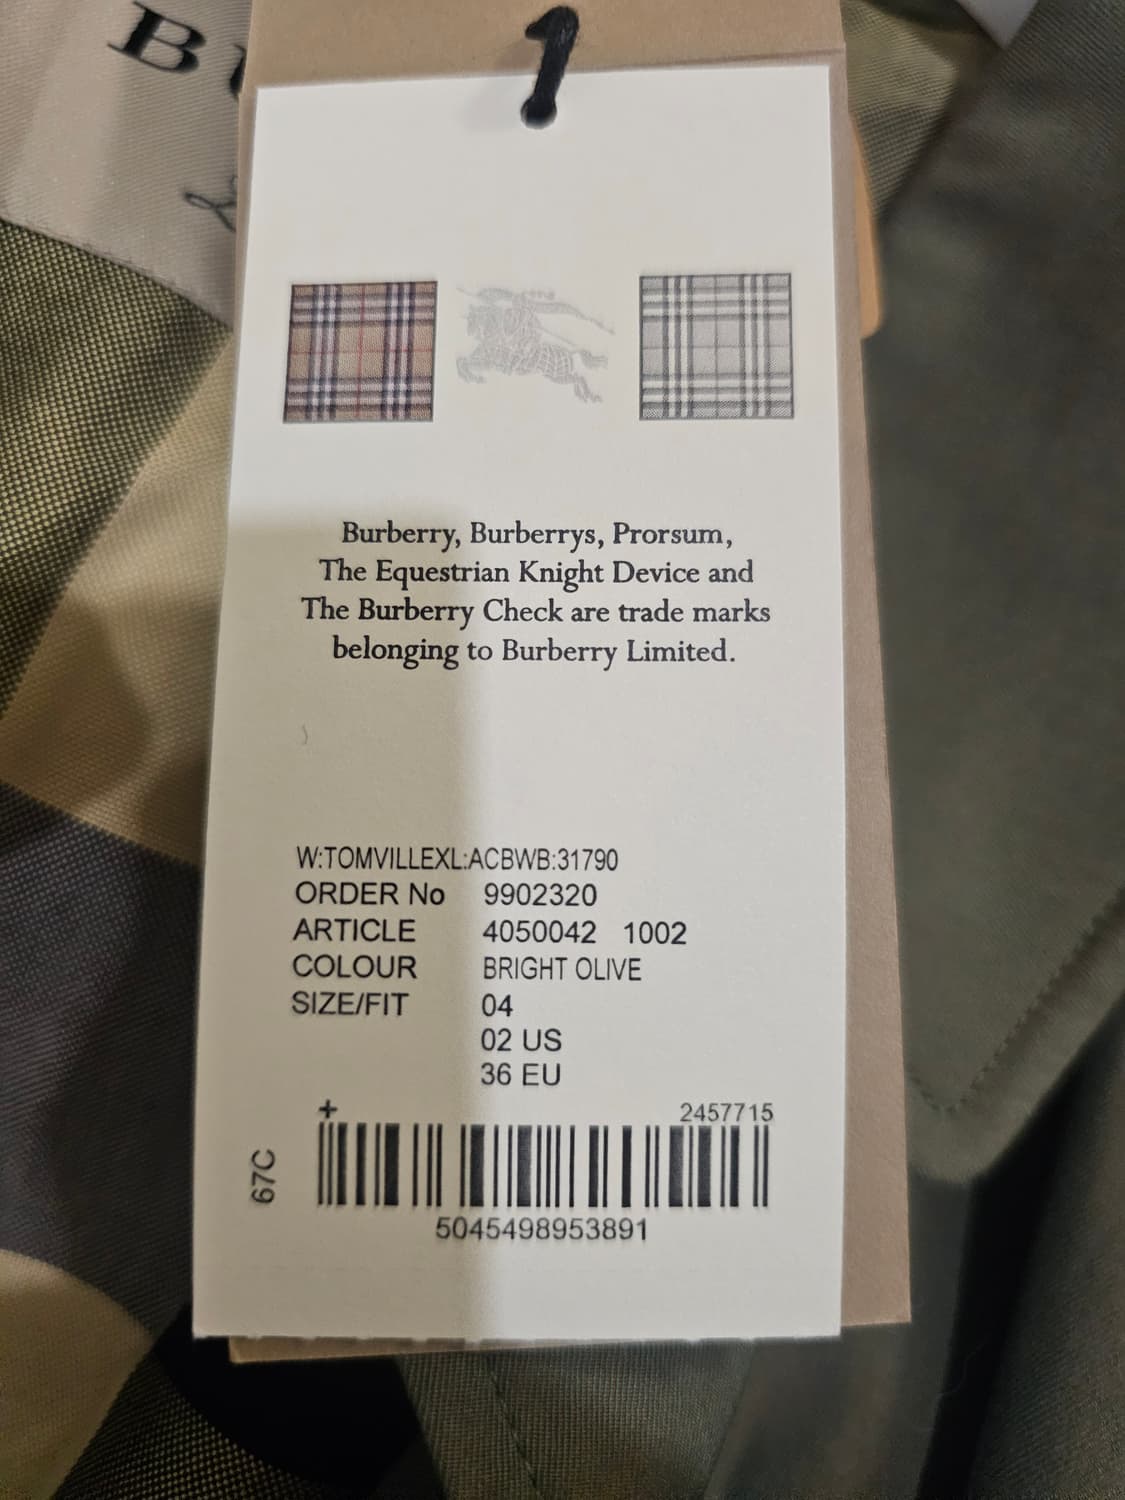 Burberry, Burberrys, Prorsum,
The Equestrian Knight Device and
The Burberry Check are trade marks
belonging to Burberry Limited.
W:TOMVILLEXL:ACBWB:31790
ORDER No 9902320
ARTICLE 4050042 1002
COLOUR BRIGHT OLIVE
SIZE/FIT 04
02 US
36 EU
+ 2457715
67C
5045498953891